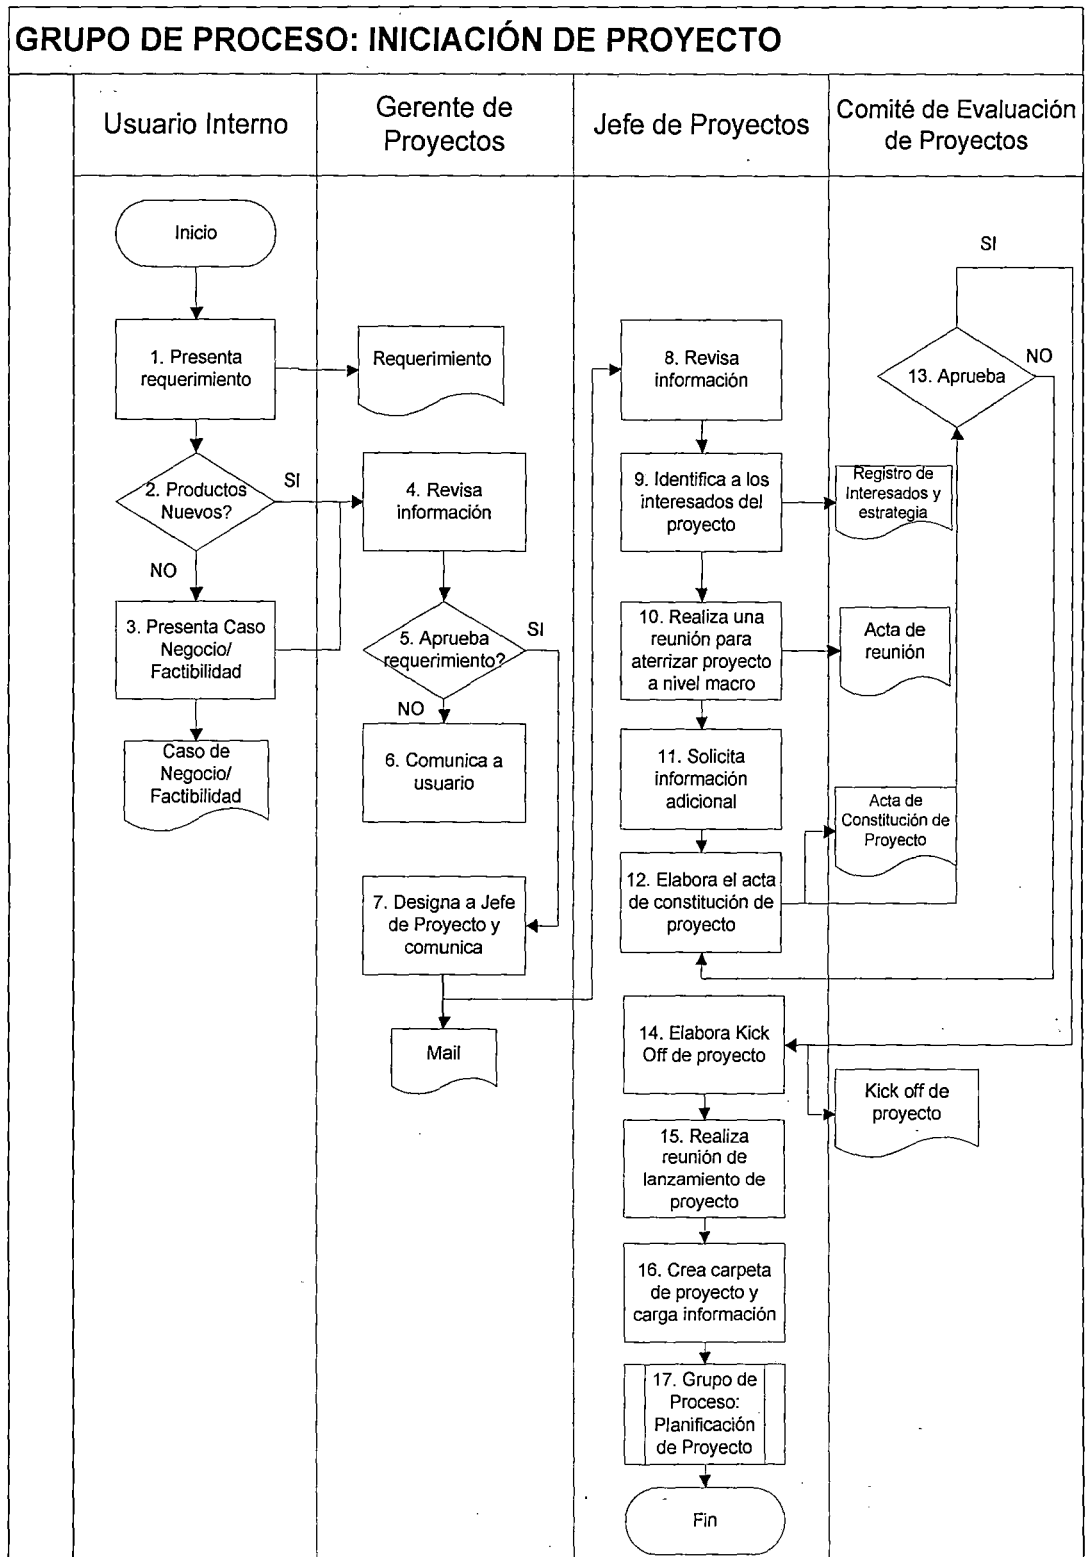 GRUPO DE PROCESO: INICIACIÓN DE PROYECTO
Usuario Interno
Gerente de
Proyectos
Jefe de Proyectos
Comité de Evaluación
de Proyectos
Inicio
1. Presenta
requerimiento
Requerimiento
2. Productos
Nuevos?
SI
NO
3. Presenta Caso
Negocio/
Factibilidad
Caso de
Negocio/
Factibilidad
4. Revisa
información
5. Aprueba
requerimiento?
SI
NO
6. Comunica a
usuario
7. Designa a Jefe
de Proyecto y
comunica
Mail
8. Revisa
información
9. Identifica a los
interesados del
proyecto
Registro de
Interesados y
estrategia
10. Realiza una
reunión para
aterrizar proyecto
a nivel macro
Acta de
reunión
11. Solicita
información
adicional
12. Elabora el acta
de constitución de
proyecto
Acta de
Constitución de
Proyecto
13. Aprueba
SI
NO
14. Elabora Kick
Off de proyecto
Kick off de
proyecto
15. Realiza
reunión de
lanzamiento de
proyecto
16. Crea carpeta
de proyecto y
carga información
17. Grupo de
Proceso:
Planificación
de Proyecto
Fin